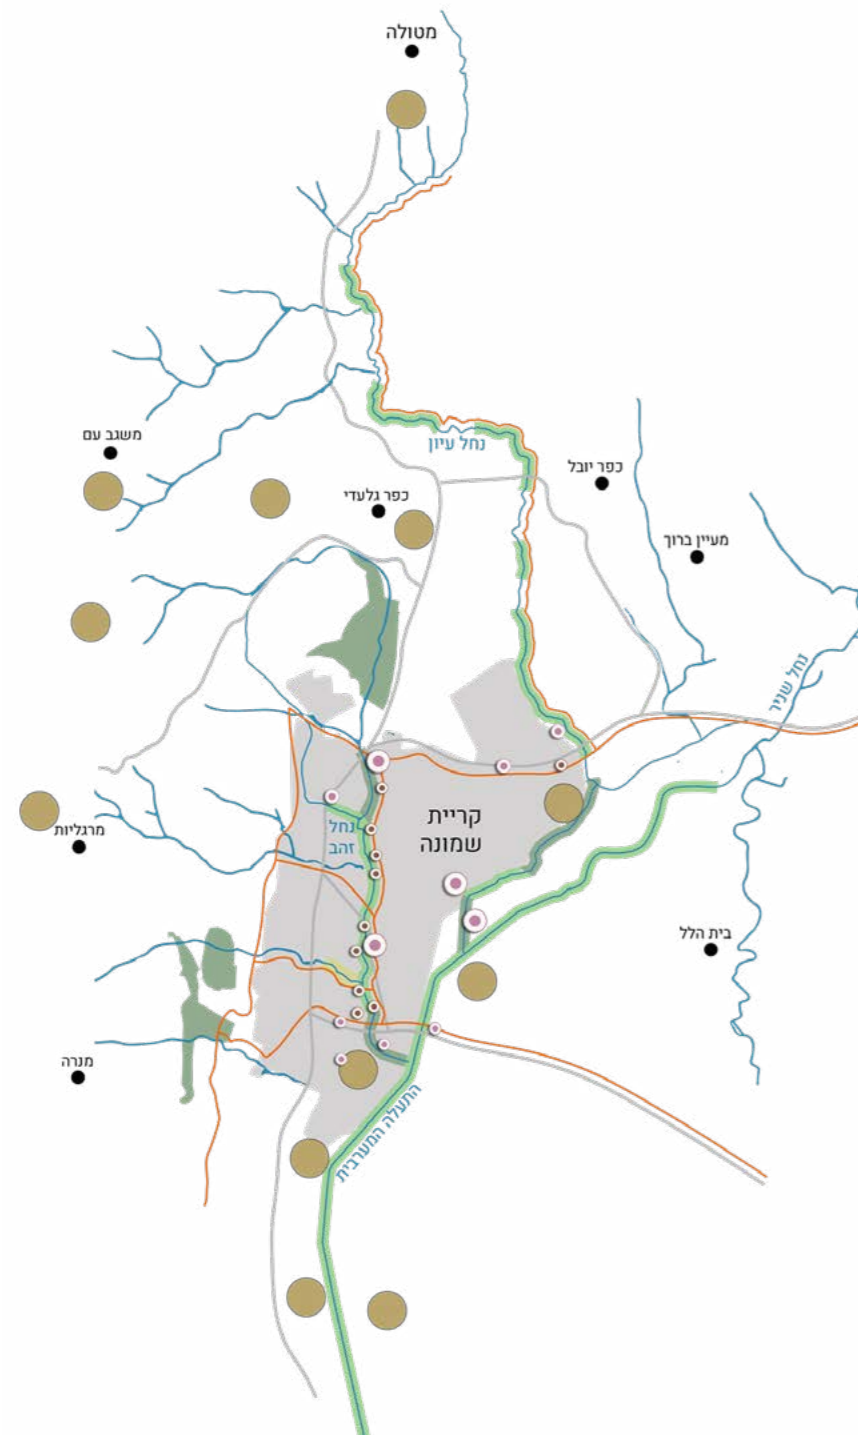 מטולה
נחל עיון
משגב עם
כפר יובל
כפר גלעדי
מעיין ברוך
נחל שניר
קריית
שמונה
נחל
זהב
מרגליות
בית הלל
מנרה
התעלה המערבית